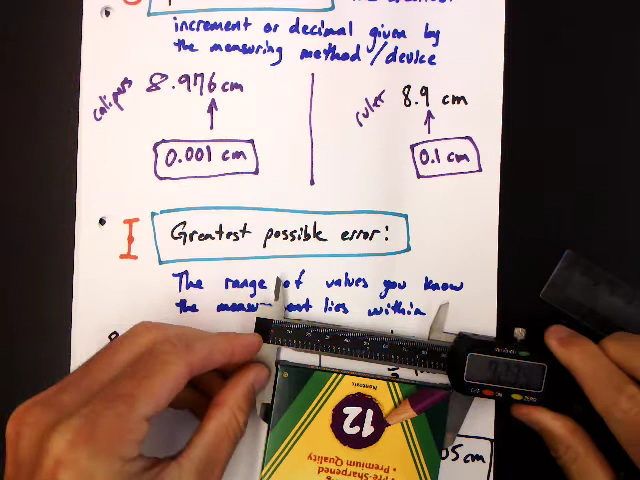 increment or decimal given by
the measuring method / device
calipers 8.976 cm
0.001 cm
ruler 8.9 cm
0.1 cm
I Greatest possible error:
The range of values you know
the lies within
12
Pre-Sharpened
• Premium Quality
05 cm